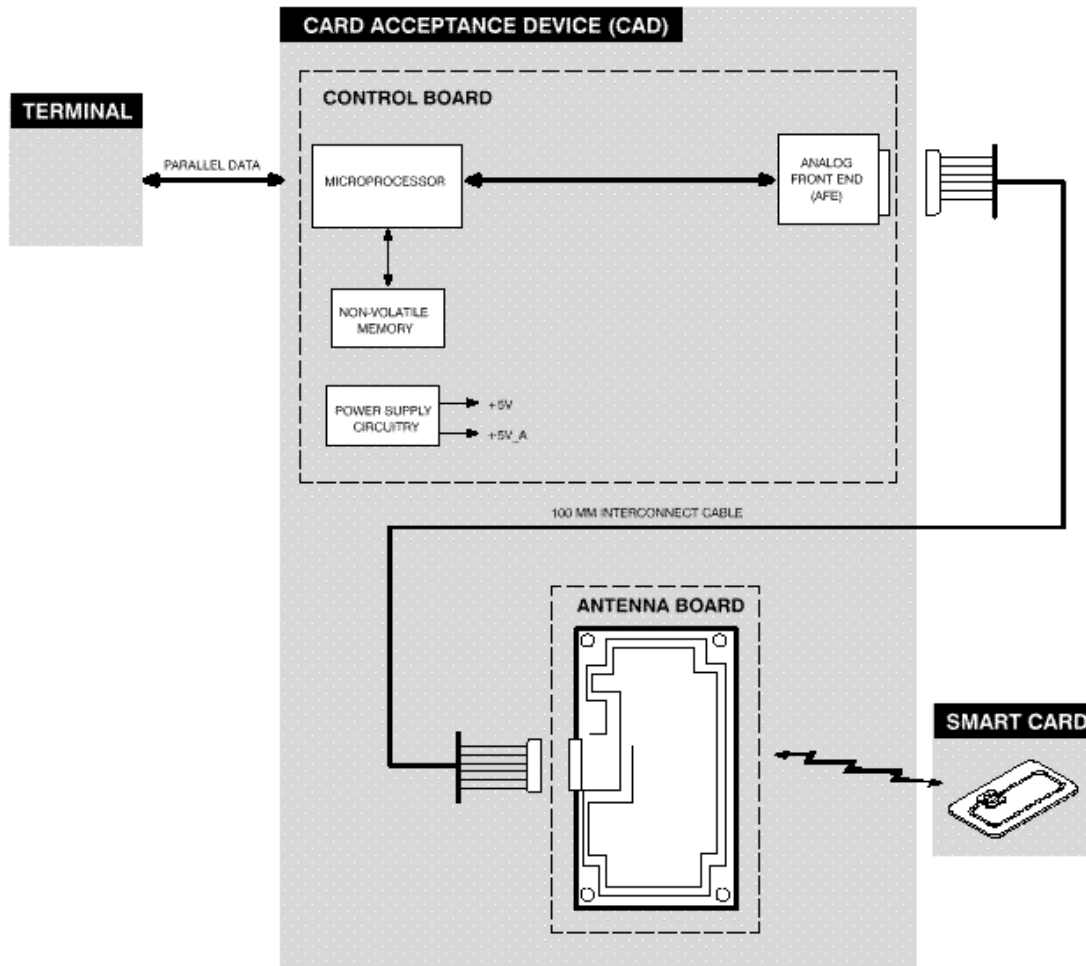 CARD ACCEPTANCE DEVICE (CAD)
CONTROL BOARD
TERMINAL
PARALLEL DATA
MICROPROCESSOR
ANALOG
FRONT END
(AFE)
NON-VOLATILE
MEMORY
POWER SUPPLY
CIRCUITRY
+5V
+5V_A
100 MM INTERCONNECT CABLE
ANTENNA BOARD
SMART CARD